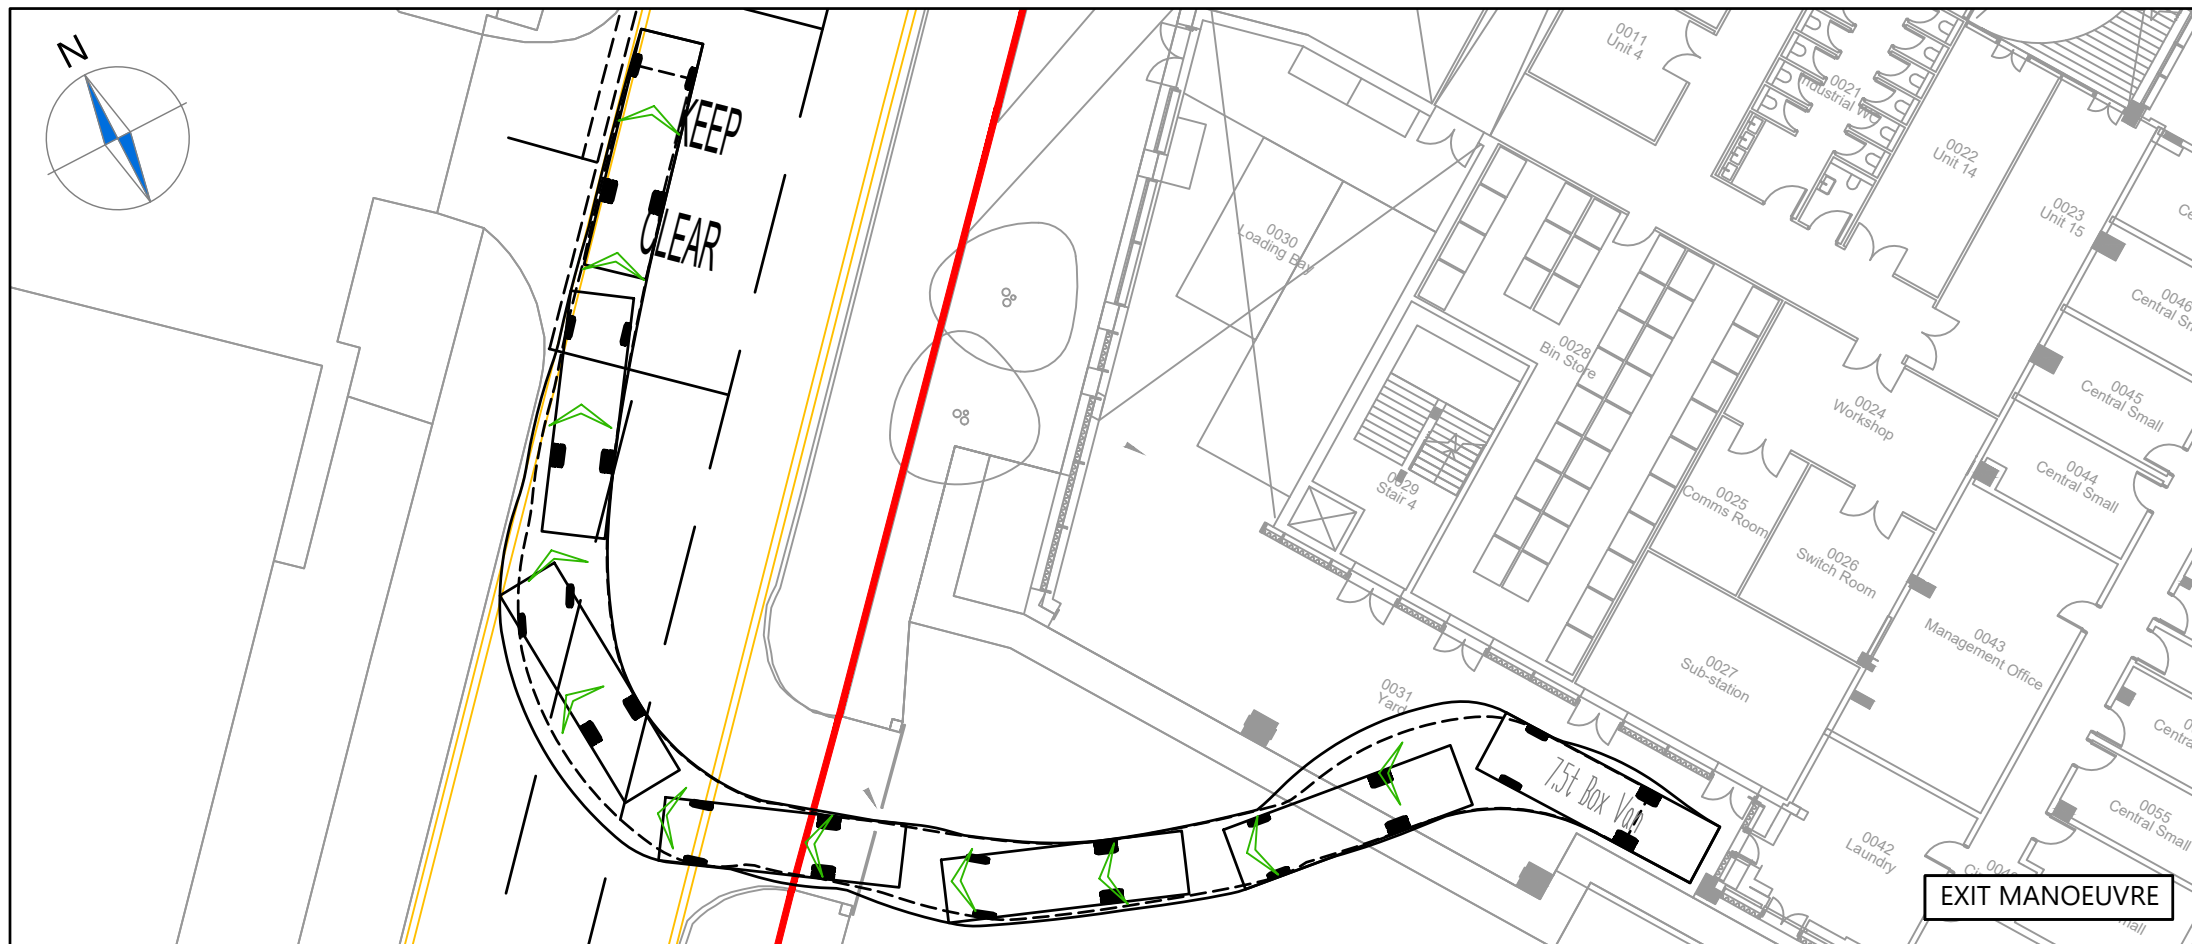 N
KEEP
CLEAR
0011
Unit 4
0021
0022
Unit 14
0023
Unit 15
0030
Loading Bay
0028
Bin Store
0029
Stair 4
0024
Workshop
0025
Comms Room
0026
Switch Room
0027
Sub-station
0031
Yard
0046
Central Sm
0045
Central Small
0044
Central Small
0043
Management Office
0042
Laundry
0055
Central Small
7.5t Box Van
EXIT MANOEUVRE